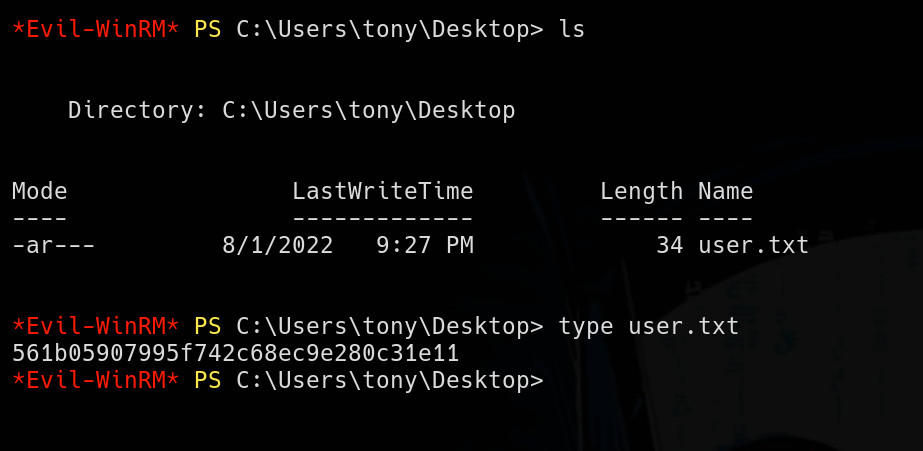 *Evil-WinRM* PS C:\Users\tony\Desktop> ls
Directory: C:\Users\tony\Desktop
Mode                LastWriteTime         Length Name
----                -------------         ------ ----
-ar---         8/1/2022   9:27 PM             34 user.txt
*Evil-WinRM* PS C:\Users\tony\Desktop> type user.txt
561b05907995f742c68ec9e280c31e11
*Evil-WinRM* PS C:\Users\tony\Desktop>